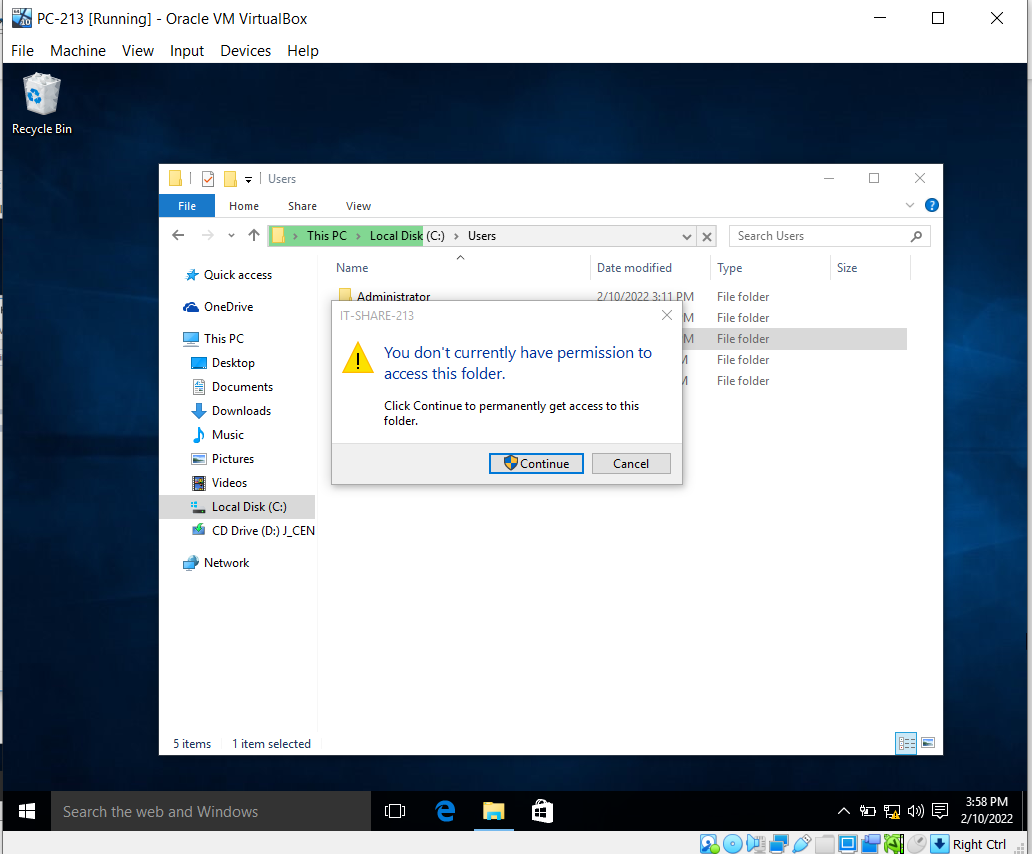 PC-213 [Running] - Oracle VM VirtualBox
File Machine View Input Devices Help
Recycle Bin
Users
File Home Share View
This PC Local Disk (C:) Users
Search Users
Name Date modified Type Size
Quick access
OneDrive
This PC
Desktop
Documents
Downloads
Music
Pictures
Videos
Local Disk (C:)
CD Drive (D:) J_CEN
Network
Administrator 2/10/2022 3:11 PM File folder
M File folder
M File folder
M File folder
M File folder
IT-SHARE-213
You don't currently have permission to
access this folder.
Click Continue to permanently get access to this
folder.
Continue Cancel
5 items 1 item selected
Search the web and Windows
3:58 PM
2/10/2022
Right Ctrl